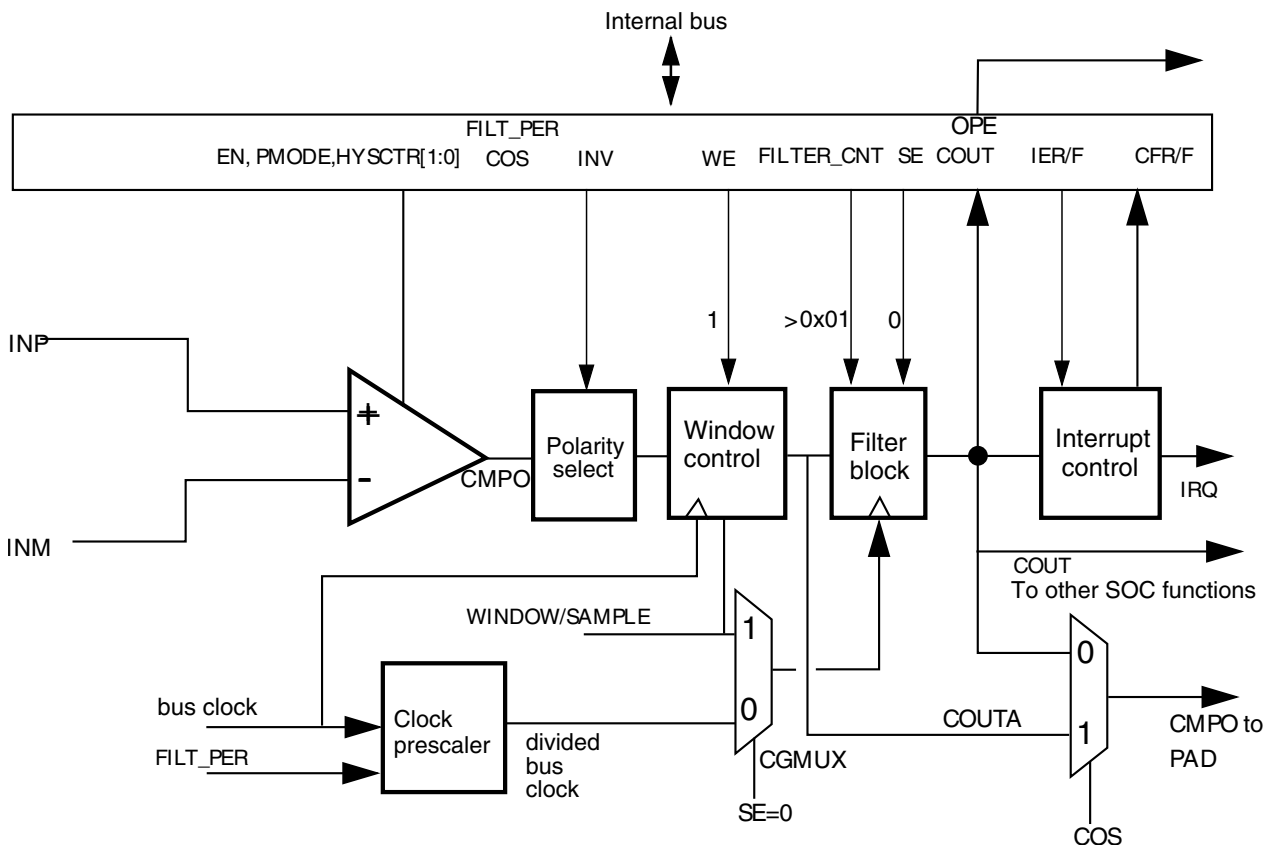 Internal bus
FILT_PER
OPE
EN, PMODE,HYSCTR[1:0]
COS
INV
WE
FILTER_CNT
SE
COUT
IER/F
CFR/F
1
>0x01
0
INP
+
-
INM
CMPO
Polarity
select
Window
control
Filter
block
Interrupt
control
IRQ
COUT
To other SOC functions
WINDOW/SAMPLE
1
0
CGMUX
SE=0
bus clock
FILT_PER
Clock
prescaler
divided
bus
clock
0
1
COUTA
CMPO to
PAD
COS